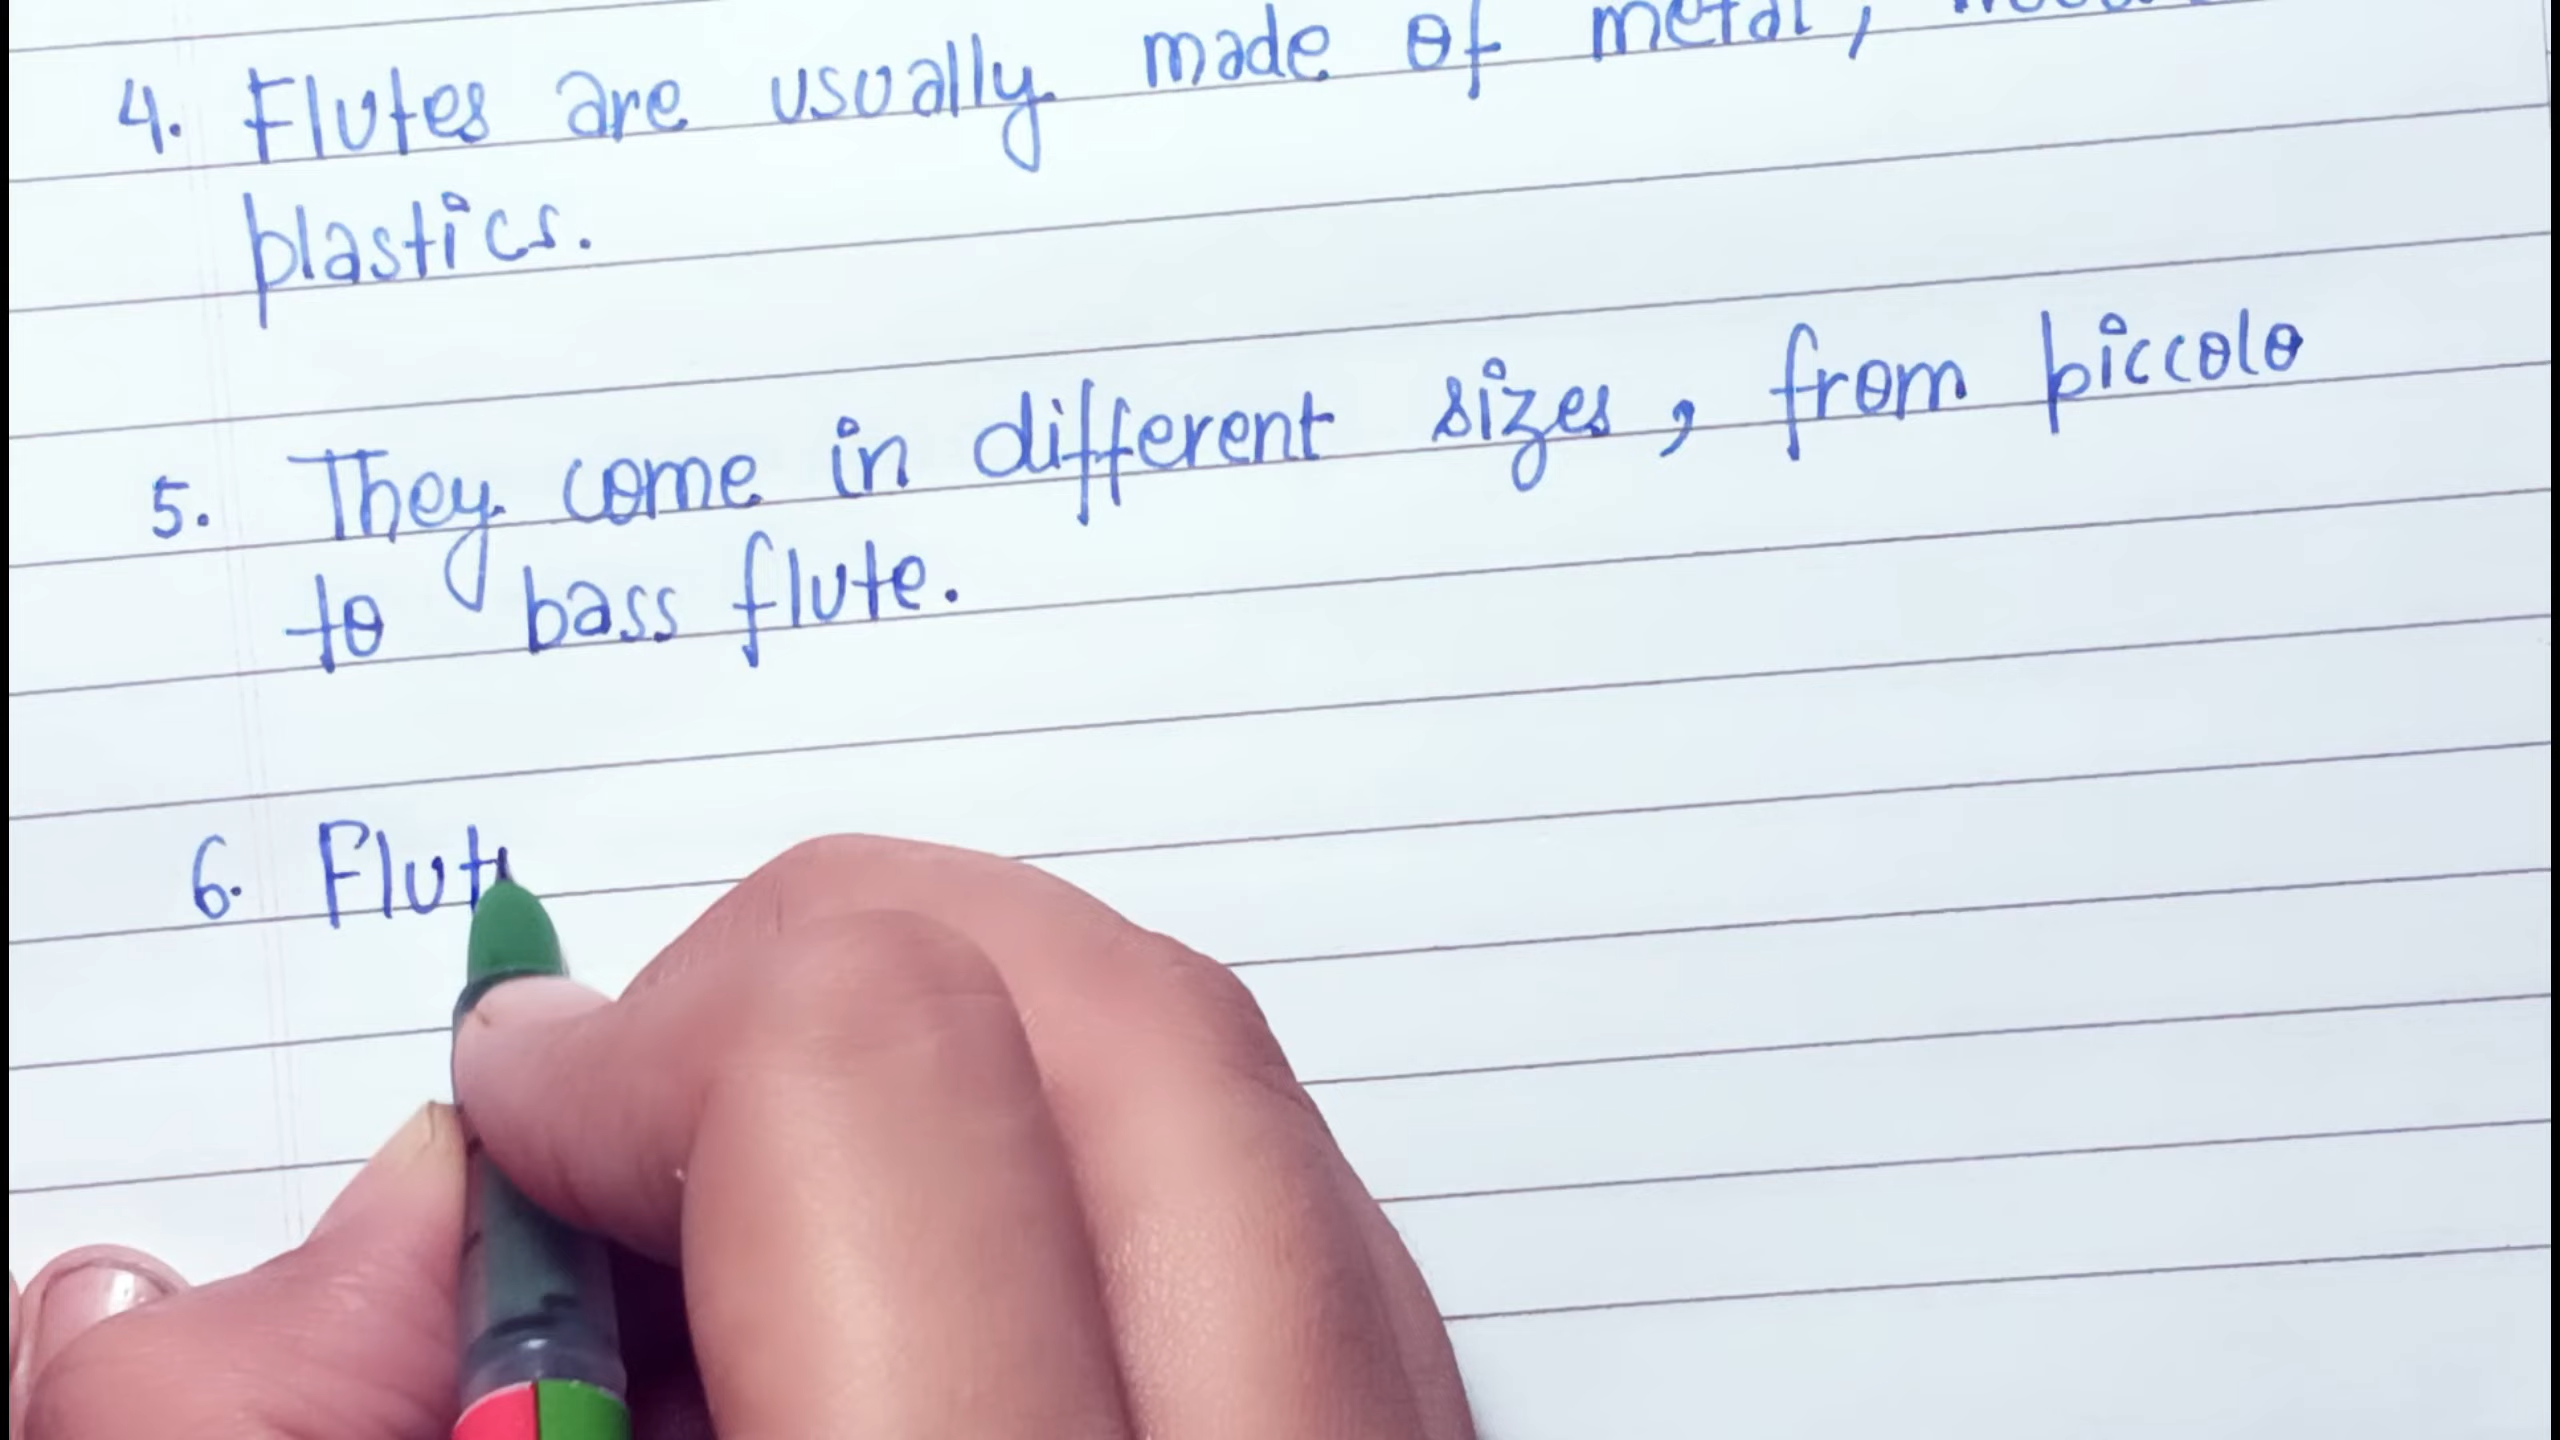 4. Flutes are usually made of metal,
plastics.
5. They come in different sizes, from piccolo
to bass flute.
6. Flut